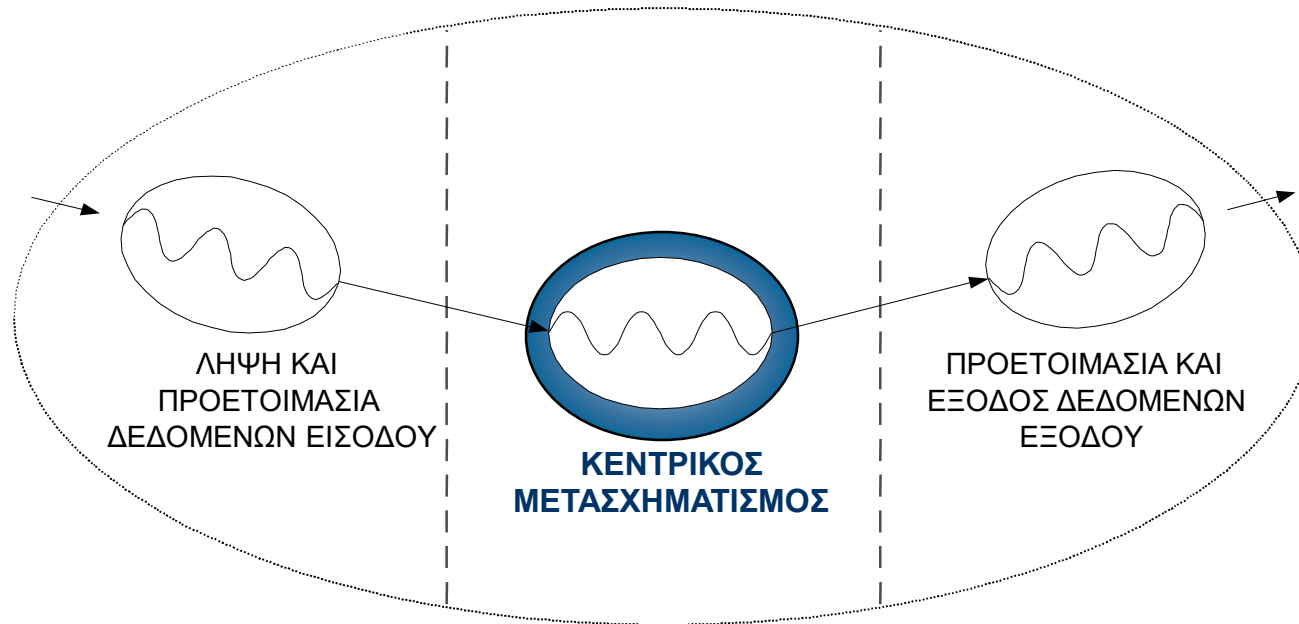 ΛΗΨΗ ΚΑΙ
ΠΡΟΕΤΟΙΜΑΣΙΑ
ΔΕΔΟΜΕΝΩΝ ΕΙΣΟΔΟΥ
ΚΕΝΤΡΙΚΟΣ
ΜΕΤΑΣΧΗΜΑΤΙΣΜΟΣ
ΠΡΟΕΤΟΙΜΑΣΙΑ ΚΑΙ
ΕΞΟΔΟΣ ΔΕΔΟΜΕΝΩΝ
ΕΞΟΔΟΥ